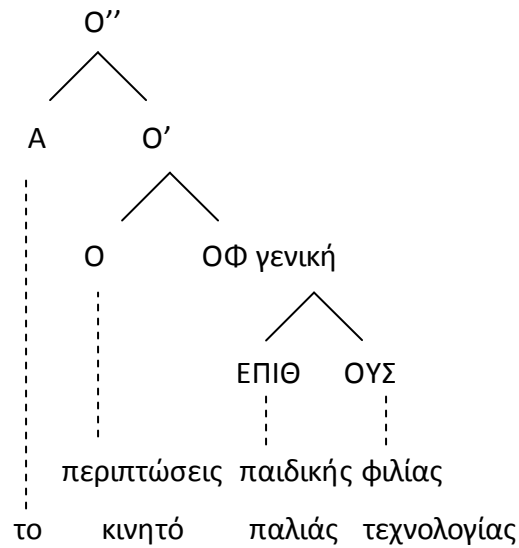 Ο''
Α Ο’
Ο ΟΦ γενική
ΕΠΙΘ ΟΥΣ
περιπτώσεις παιδικής φιλίας
το κινητό παλιάς τεχνολογίας